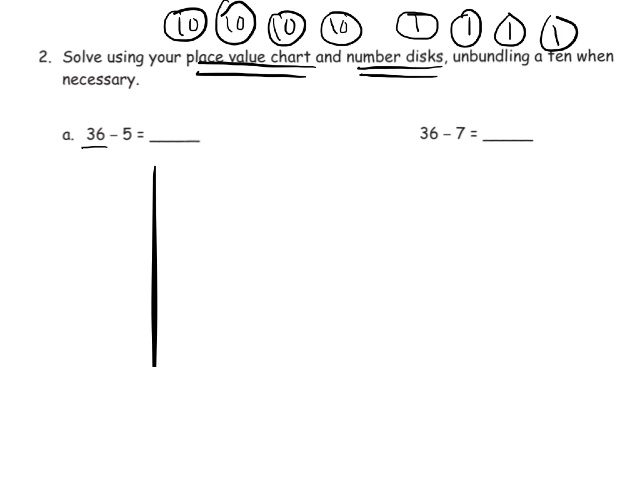 10 10 10 10 1 1 1 1
2. Solve using your place value chart and number disks, unbundling a ten when
necessary.
a. 36 – 5 = ______ 36 – 7 = ______